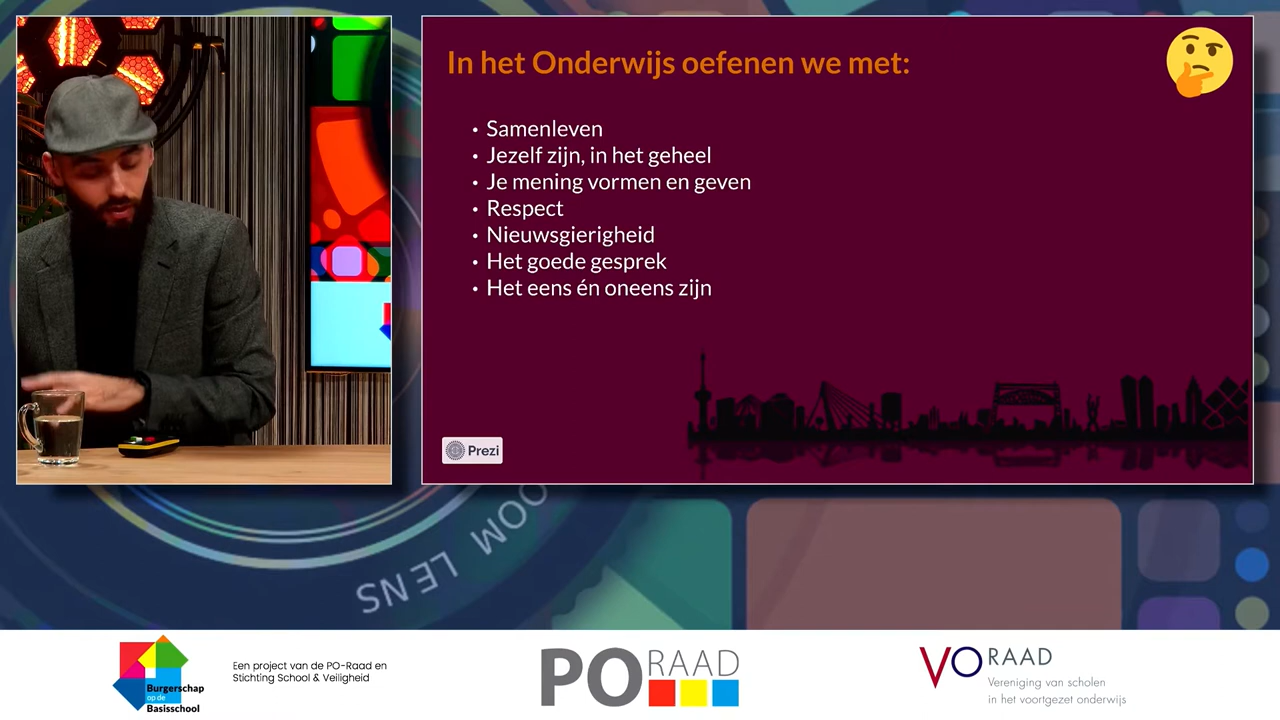 In het Onderwijs oefenen we met:
• Samenleven
• Jezelf zijn, in het geheel
• Je mening vormen en geven
• Respect
• Nieuwsgierigheid
• Het goede gesprek
• Het eens én oneens zijn
Prezi
OOM LENS
Burgerschap
op de
Basisschool
Een project van de PO-Raad en
Stichting School & Veiligheid
PO RAAD
VO RAAD
Vereniging van scholen
in het voortgezet onderwijs